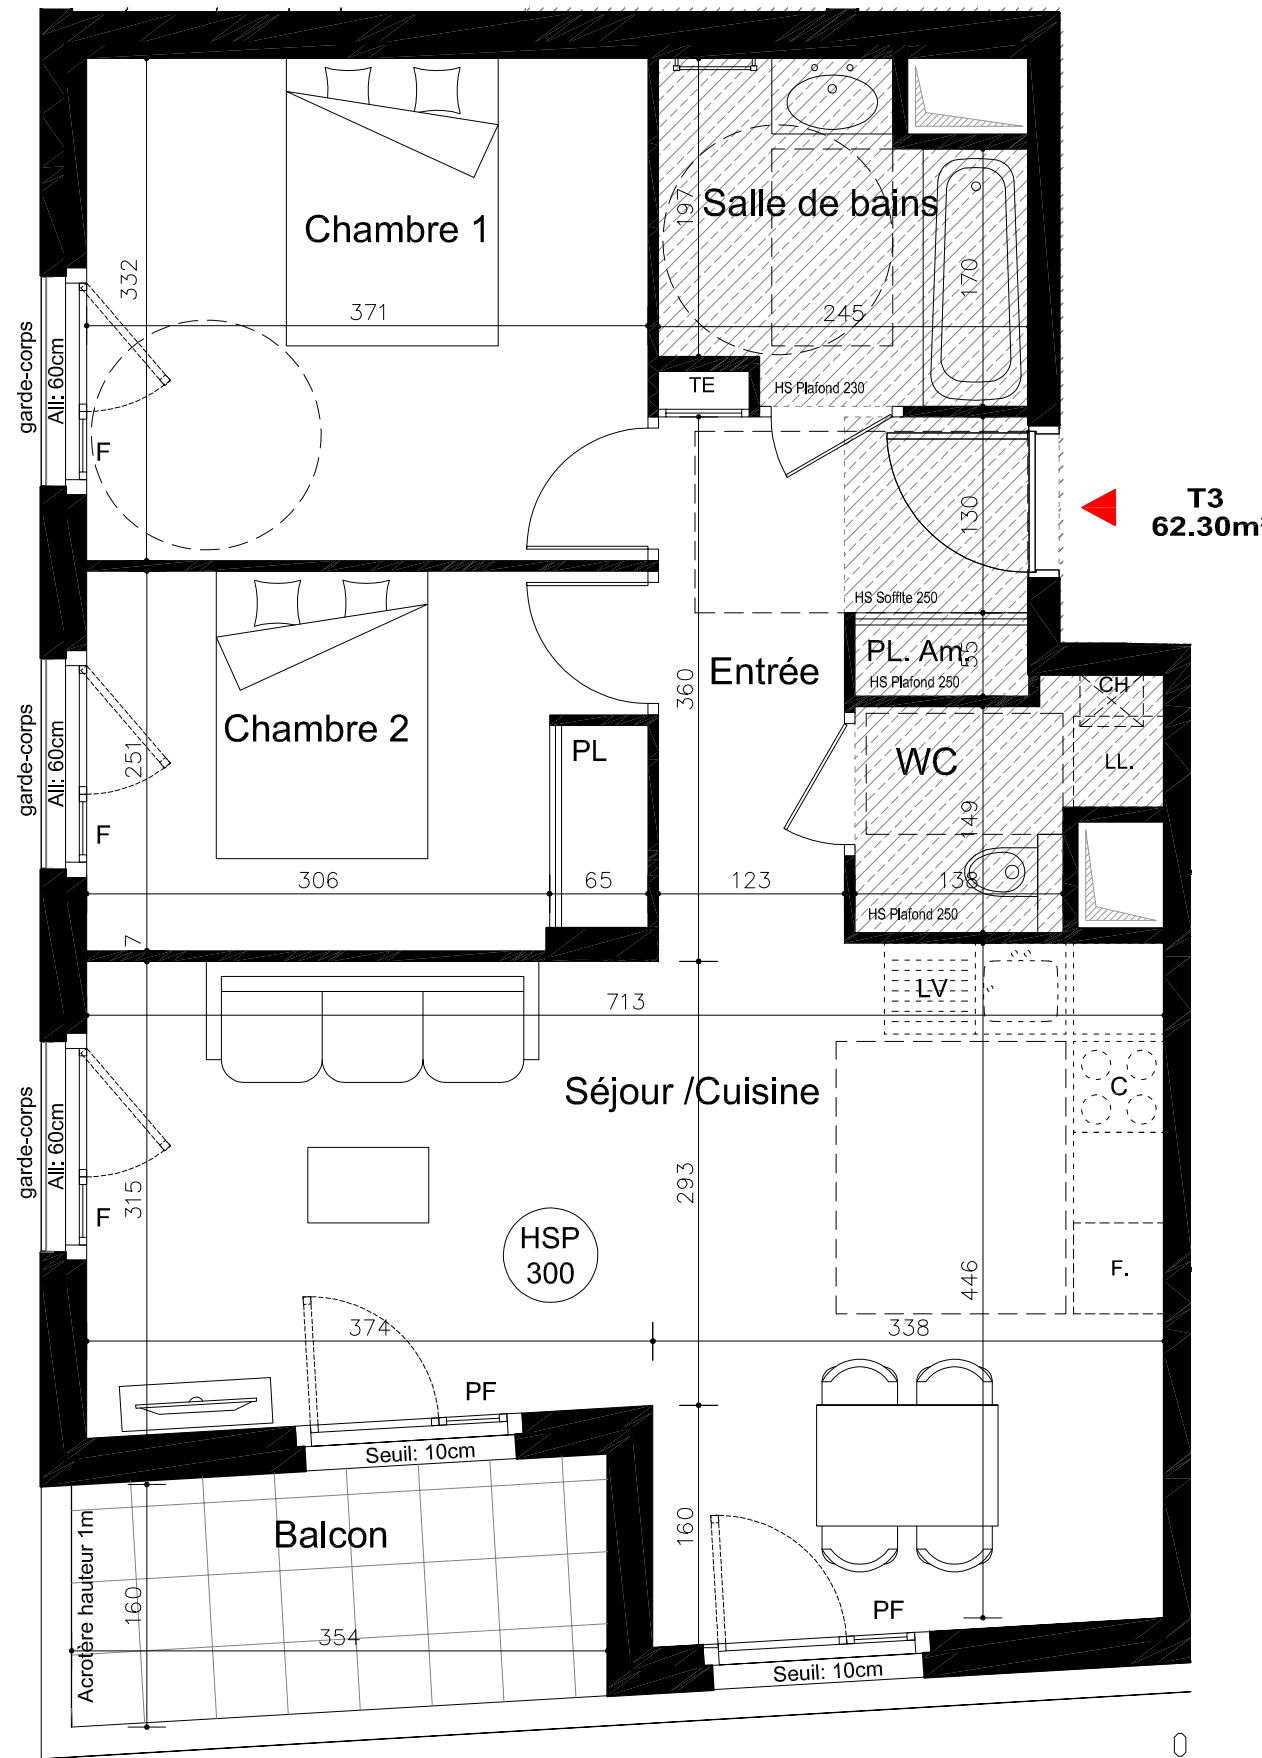 Chambre 1
Salle de bains
197
332
371
170
245
garde-corps
All: 60cm
F
TE
HS Plafond 230
130
T3
62.30m²
HS Soffite 250
PL. Am.
55
HS Plafond 250
Entrée
360
CH
LL.
Chambre 2
251
PL
WC
149
garde-corps
All: 60cm
F
306
65
123
138
HS Plafond 250
7
LV
713
Séjour /Cuisine
C
garde-corps
All: 60cm
F
315
293
HSP
300
446
F.
374
338
PF
Seuil: 10cm
Balcon
Acrotère hauteur 1m
160
160
354
PF
Seuil: 10cm
0